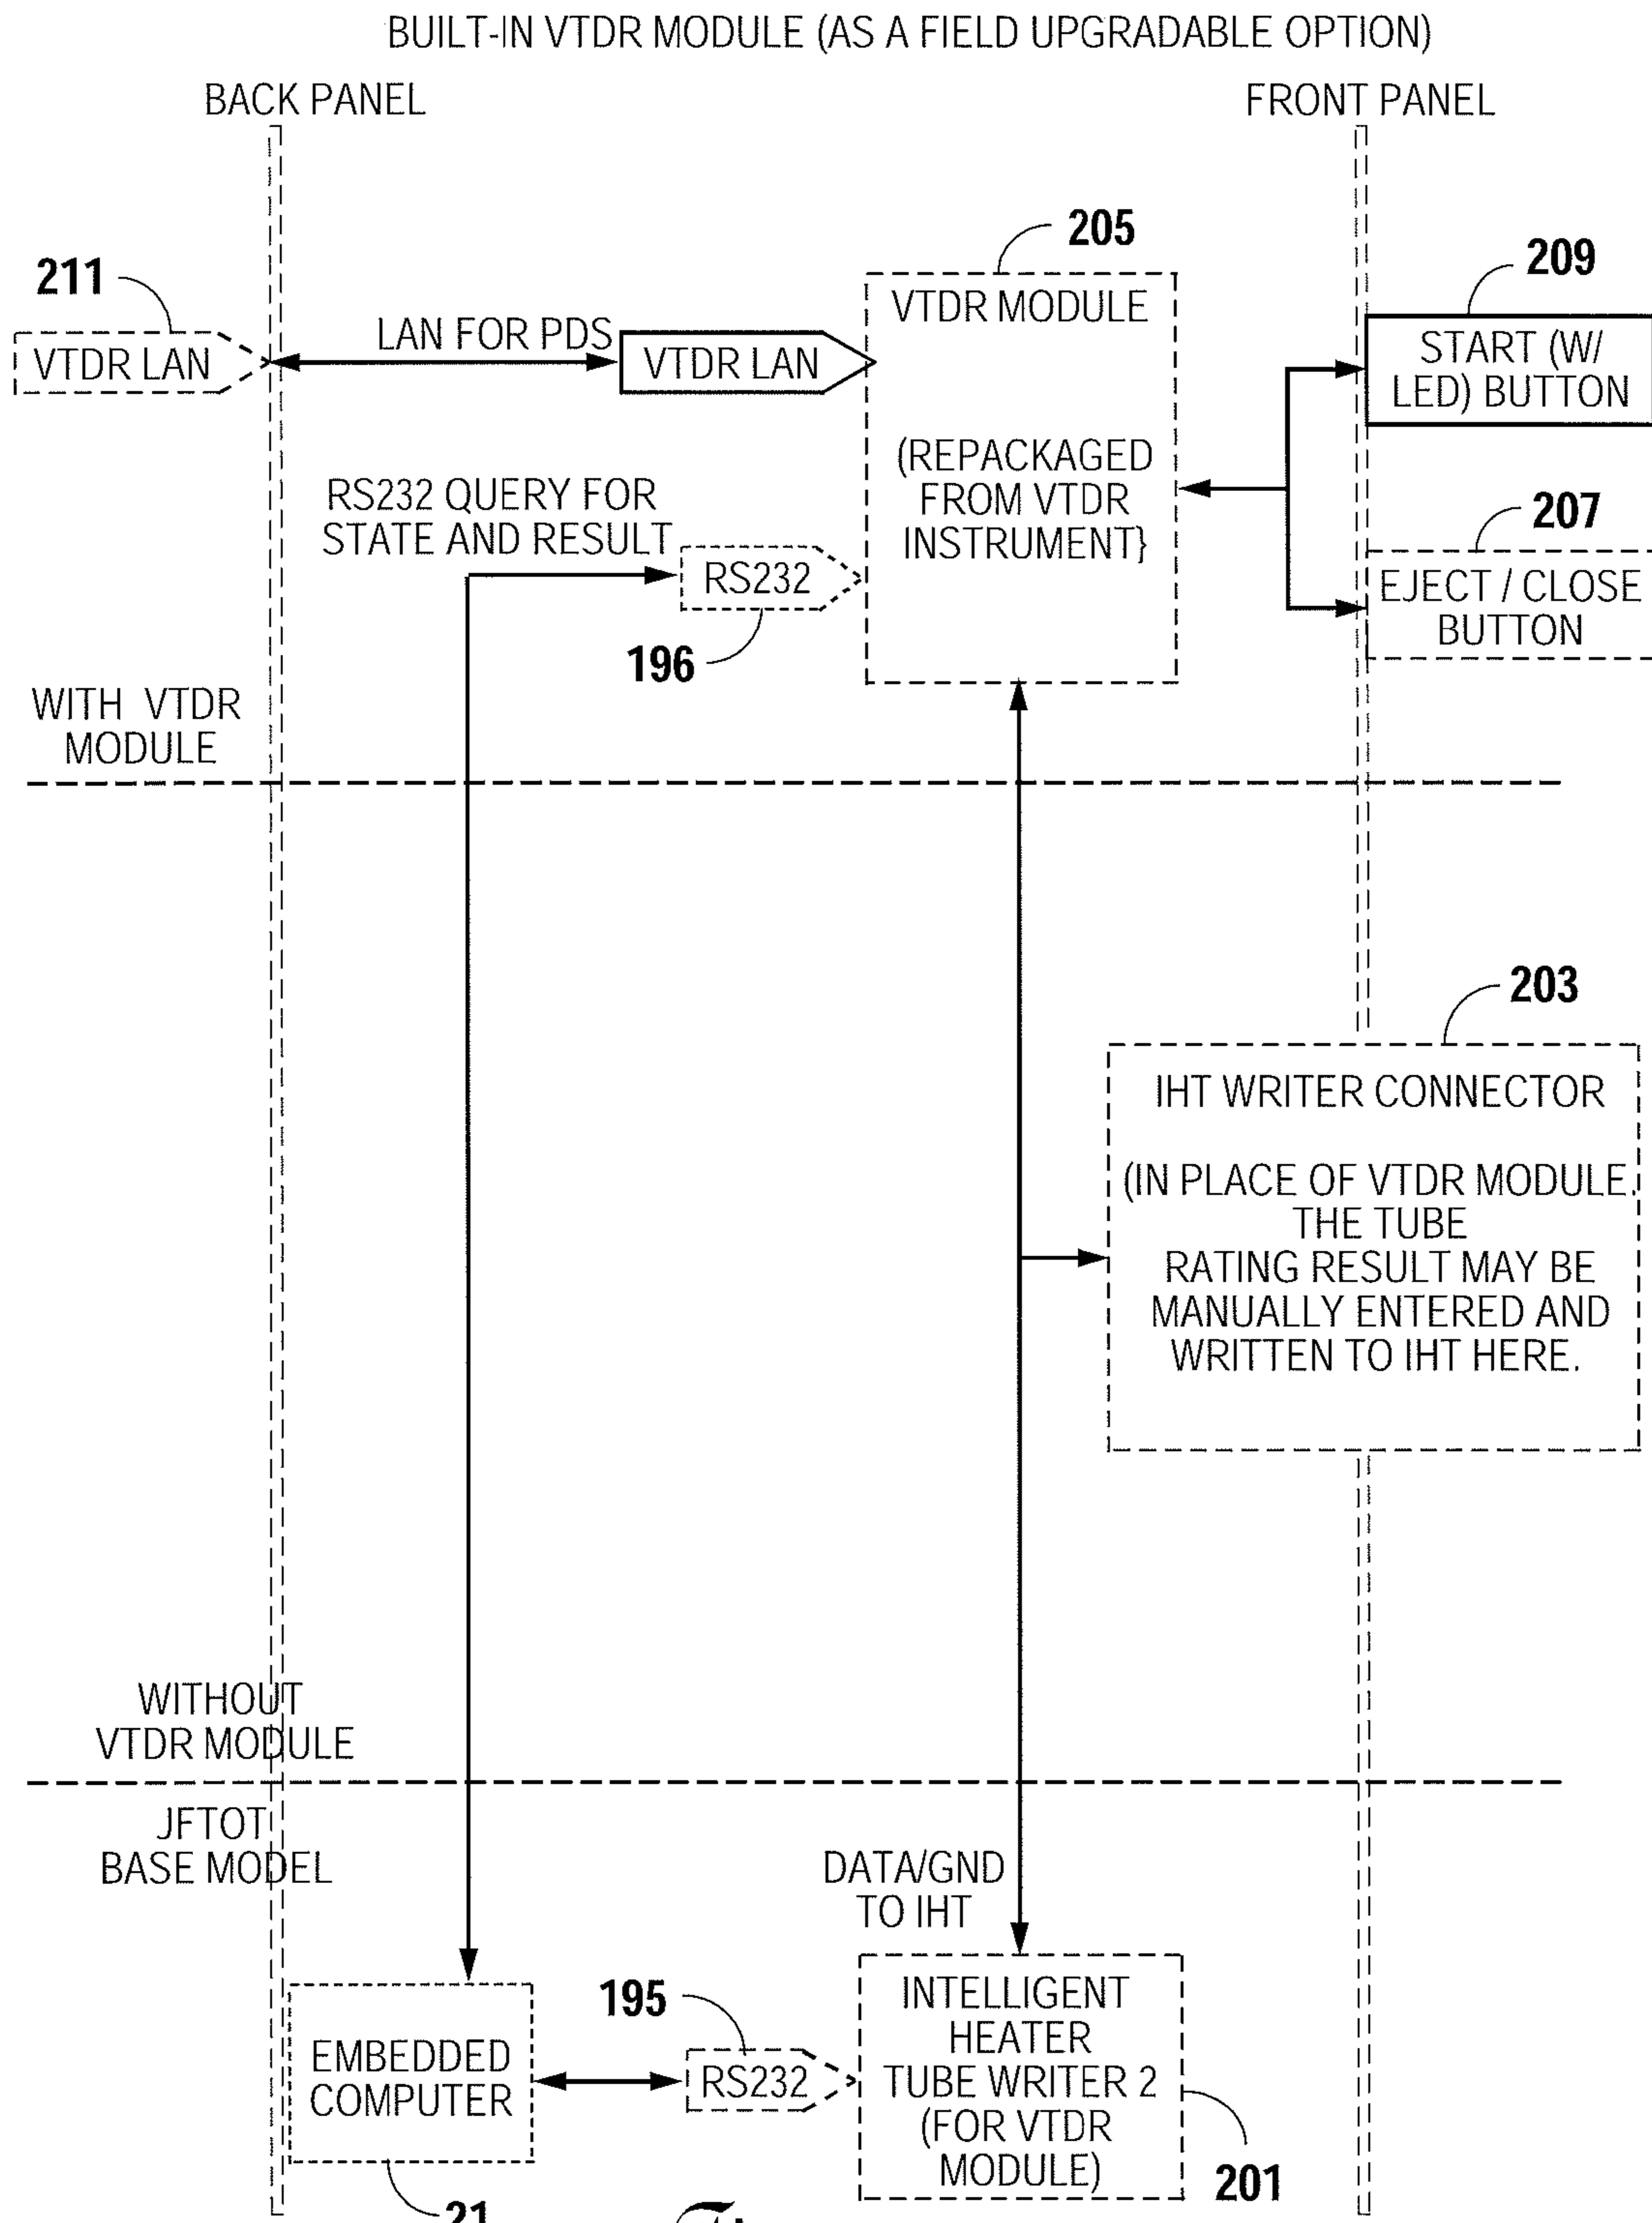 BUILT-IN VTDR MODULE (AS A FIELD UPGRADABLE OPTION)
BACK PANEL
FRONT PANEL
205
209
211
VTDR LAN
LAN FOR PDS
VTDR LAN
VTDR MODULE
(REPACKAGED
FROM VTDR
INSTRUMENT}
START (W/
LED) BUTTON
207
EJECT / CLOSE
BUTTON
RS232 QUERY FOR
STATE AND RESULT
RS232
196
WITH VTDR
MODULE
203
IHT WRITER CONNECTOR
(IN PLACE OF VTDR MODULE.
THE TUBE
RATING RESULT MAY BE
MANUALLY ENTERED AND
WRITTEN TO IHT HERE.
WITHOUT
VTDR MODULE
JFTOT
BASE MODEL
DATA/GND
TO IHT
195
EMBEDDED
COMPUTER
RS232
INTELLIGENT
HEATER
TUBE WRITER 2
(FOR VTDR
MODULE)
201
21